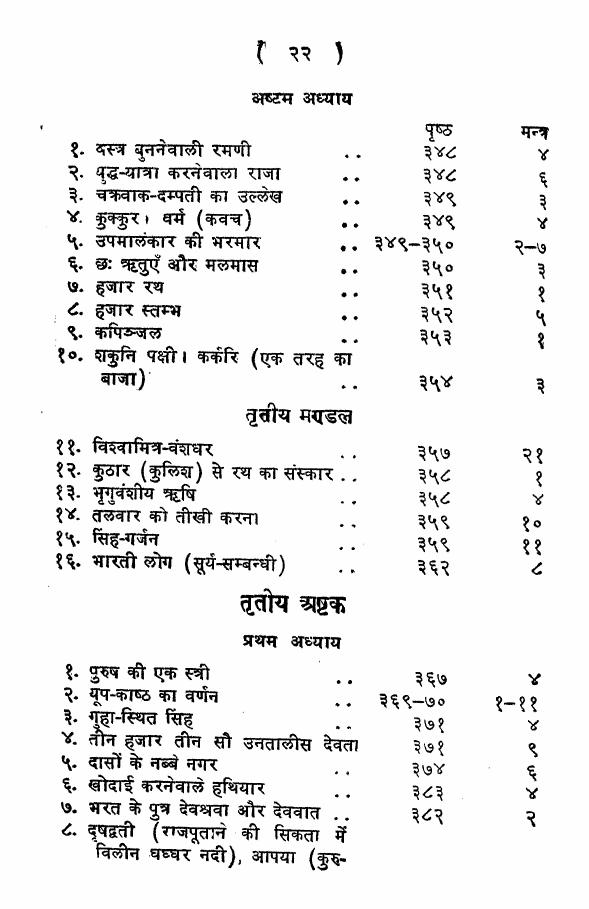 ( २२ )
अष्टम अध्याय
पृष्ठ मन्त्र
१. वस्त्र बुननेवाली रमणी .. ३४८ ४
२. युद्ध-यात्रा करनेवाला राजा .. ३४८ ६
३. चक्रवाक-दम्पती का उल्लेख .. ३४९ ३
४. कुक्कुर। वर्म (कवच) .. ३४९ ४
५. उपमालंकार की भरमार .. ३४९-३५० २-७
६. छः ऋतुएँ और मलमास .. ३५० ३
७. हजार रथ .. ३५१ १
८. हजार स्तम्भ .. ३५२ ५
९. कपिञ्जल .. ३५३ १
१०. शकुनि पक्षी। कर्करि (एक तरह का
बाजा) .. ३५४ ३
तृतीय मण्डल
११. विश्वामित्र-वंशधर .. ३५७ २१
१२. कुठार (कुलिश) से रथ का संस्कार .. ३५८ १
१३. भृगुवंशीय ऋषि .. ३५८ ४
१४. तलवार को तीखी करना .. ३५९ १०
१५. सिंह-गर्जन .. ३५९ ११
१६. भारती लोग (सूर्य-सम्बन्धी) .. ३६२ ८
तृतीय अष्टक
प्रथम अध्याय
१. पुरुष की एक स्त्री .. ३६७ ४
२. यूप-काष्ठ का वर्णन .. ३६९-७० १-११
३. गुहा-स्थित सिंह .. ३७१ ४
४. तीन हजार तीन सौ उनतालीस देवता ३७१ ९
५. दासों के नब्बे नगर .. ३७४ ६
६. खोदाई करनेवाले हथियार .. ३८३ ४
७. भरत के पुत्र देवश्रवा और देववात .. ३८२ २
८. दृषद्वती (राजपूताने की सिकता में
विलीन घघ्घर नदी), आपया (कुरु-